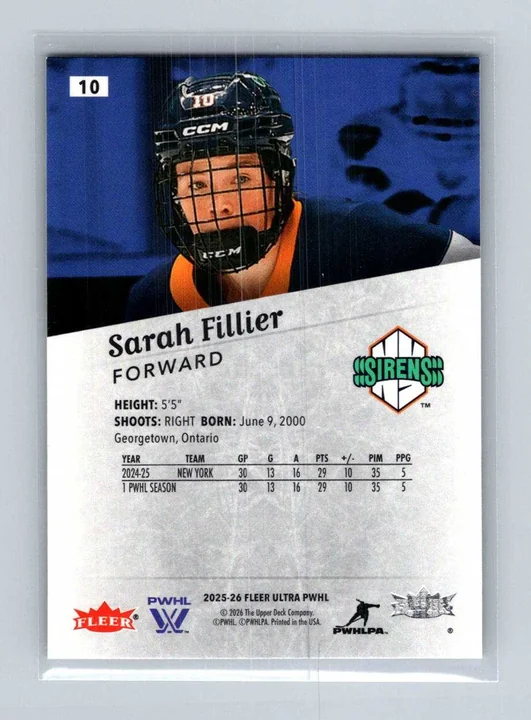 10
10
CCM
CCM
Sarah Fillier
FORWARD
SIRENS
TM
HEIGHT: 5'5"
SHOOTS: RIGHT BORN: June 9, 2000
Georgetown, Ontario
YEAR TEAM GP G A PTS +/- PIM PPG
2024-25 NEW YORK 30 13 16 29 10 35 5
1 PWHL SEASON 30 13 16 29 10 35 5
FLEER®
PWHL
TM
2025-26 FLEER ULTRA PWHL
© 2026 The Upper Deck Company.
©PWHL. ©PWHLPA. Printed in the USA.
PWHLPA
®